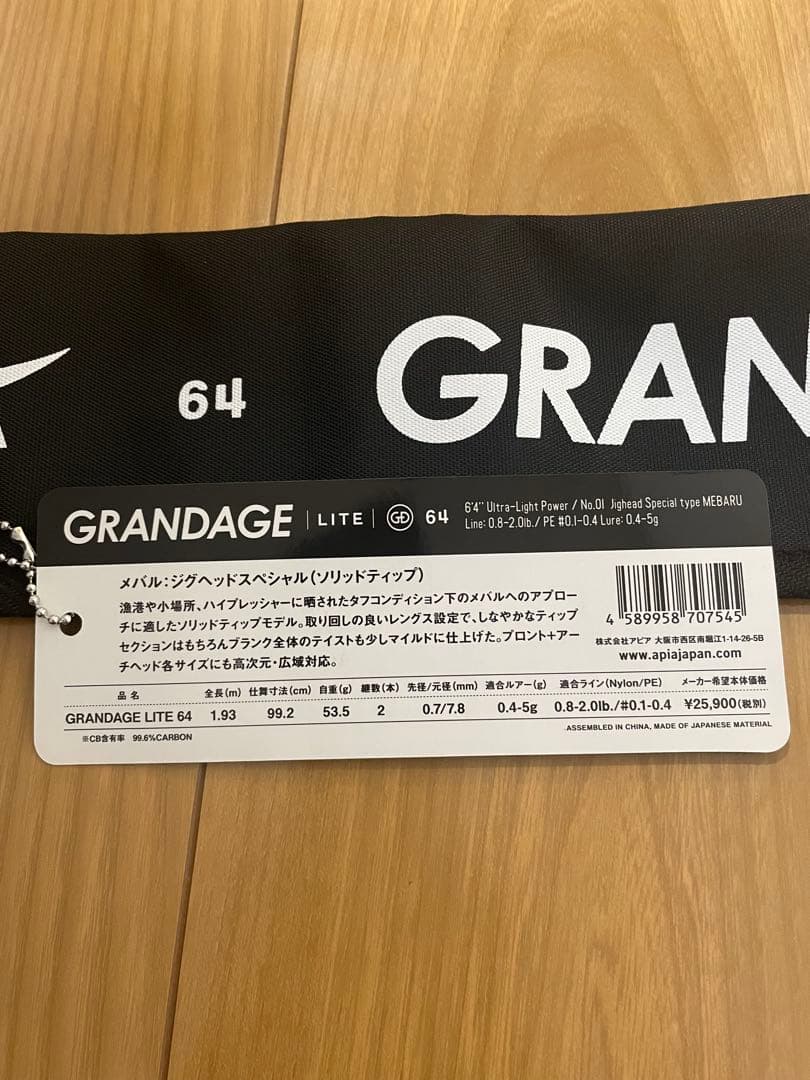 64 GRAN
GRANDAGE | LITE | GD 64
6'4" Ultra-Light Power / No.01 Jighead Special type MEBARU
Line: 0.8-2.0lb./ PE #0.1-0.4 Lure: 0.4-5g
メバル：ジグヘッドスペシャル（ソリッドティップ）
漁港や小場所、ハイプレッシャーに晒されたタフコンディション下のメバルへのアプロー
チに適したソリッドティップモデル。取り回しの良いレングス設定で、しなやかなティップ
セクションはもちろんブランク全体のテイストも少しマイルドに仕上げた。プロント+アー
チヘッド各サイズにも高次元・広域対応。
4 589958 707545
株式会社アピア 大阪市西区南堀江1-14-26-5B
www.apiajapan.com
品 名 全長(m) 仕舞寸法(cm) 自重(g) 継数(本) 先径/元径(mm) 適合ルアー(g) 適合ライン(Nylon/PE) メーカー希望本体価格
GRANDAGE LITE 64 1.93 99.2 53.5 2 0.7/7.8 0.4-5g 0.8-2.0lb./#0.1-0.4 ¥25,900(税別)
※CB含有率 99.6%CARBON
ASSEMBLED IN CHINA, MADE OF JAPANESE MATERIAL